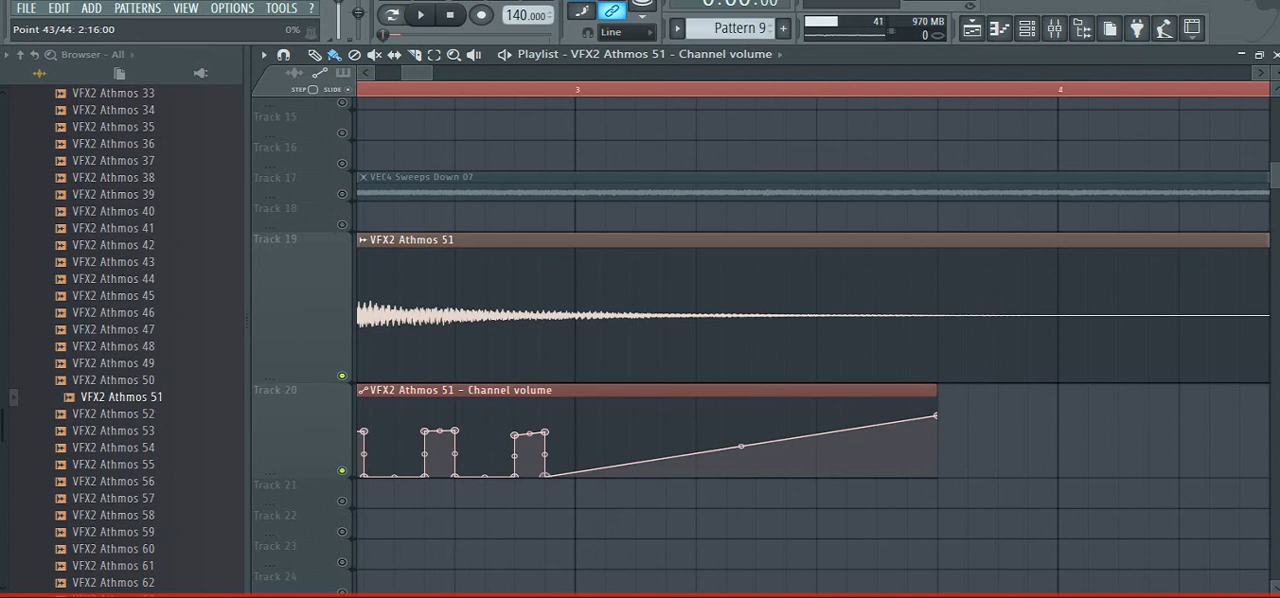 FILE EDIT ADD PATTERNS VIEW OPTIONS TOOLS ?
Point 43/44: 2:16:00 0%
140.000
Line
Pattern 9
41 970 MB
0
Browser - All
Playlist - VFX2 Athmos 51 - Channel volume
STEP SLIDE
3 4
VFX2 Athmos 33
VFX2 Athmos 34
VFX2 Athmos 35
VFX2 Athmos 36
VFX2 Athmos 37
VFX2 Athmos 38
VFX2 Athmos 39
VFX2 Athmos 40
VFX2 Athmos 41
VFX2 Athmos 42
VFX2 Athmos 43
VFX2 Athmos 44
VFX2 Athmos 45
VFX2 Athmos 46
VFX2 Athmos 47
VFX2 Athmos 48
VFX2 Athmos 49
VFX2 Athmos 50
VFX2 Athmos 51
VFX2 Athmos 52
VFX2 Athmos 53
VFX2 Athmos 54
VFX2 Athmos 55
VFX2 Athmos 56
VFX2 Athmos 57
VFX2 Athmos 58
VFX2 Athmos 59
VFX2 Athmos 60
VFX2 Athmos 61
VFX2 Athmos 62
Track 15
Track 16
Track 17
VEC4 Sweeps Down 07
Track 18
Track 19
VFX2 Athmos 51
Track 20
VFX2 Athmos 51 - Channel volume
Track 21
Track 22
Track 23
Track 24